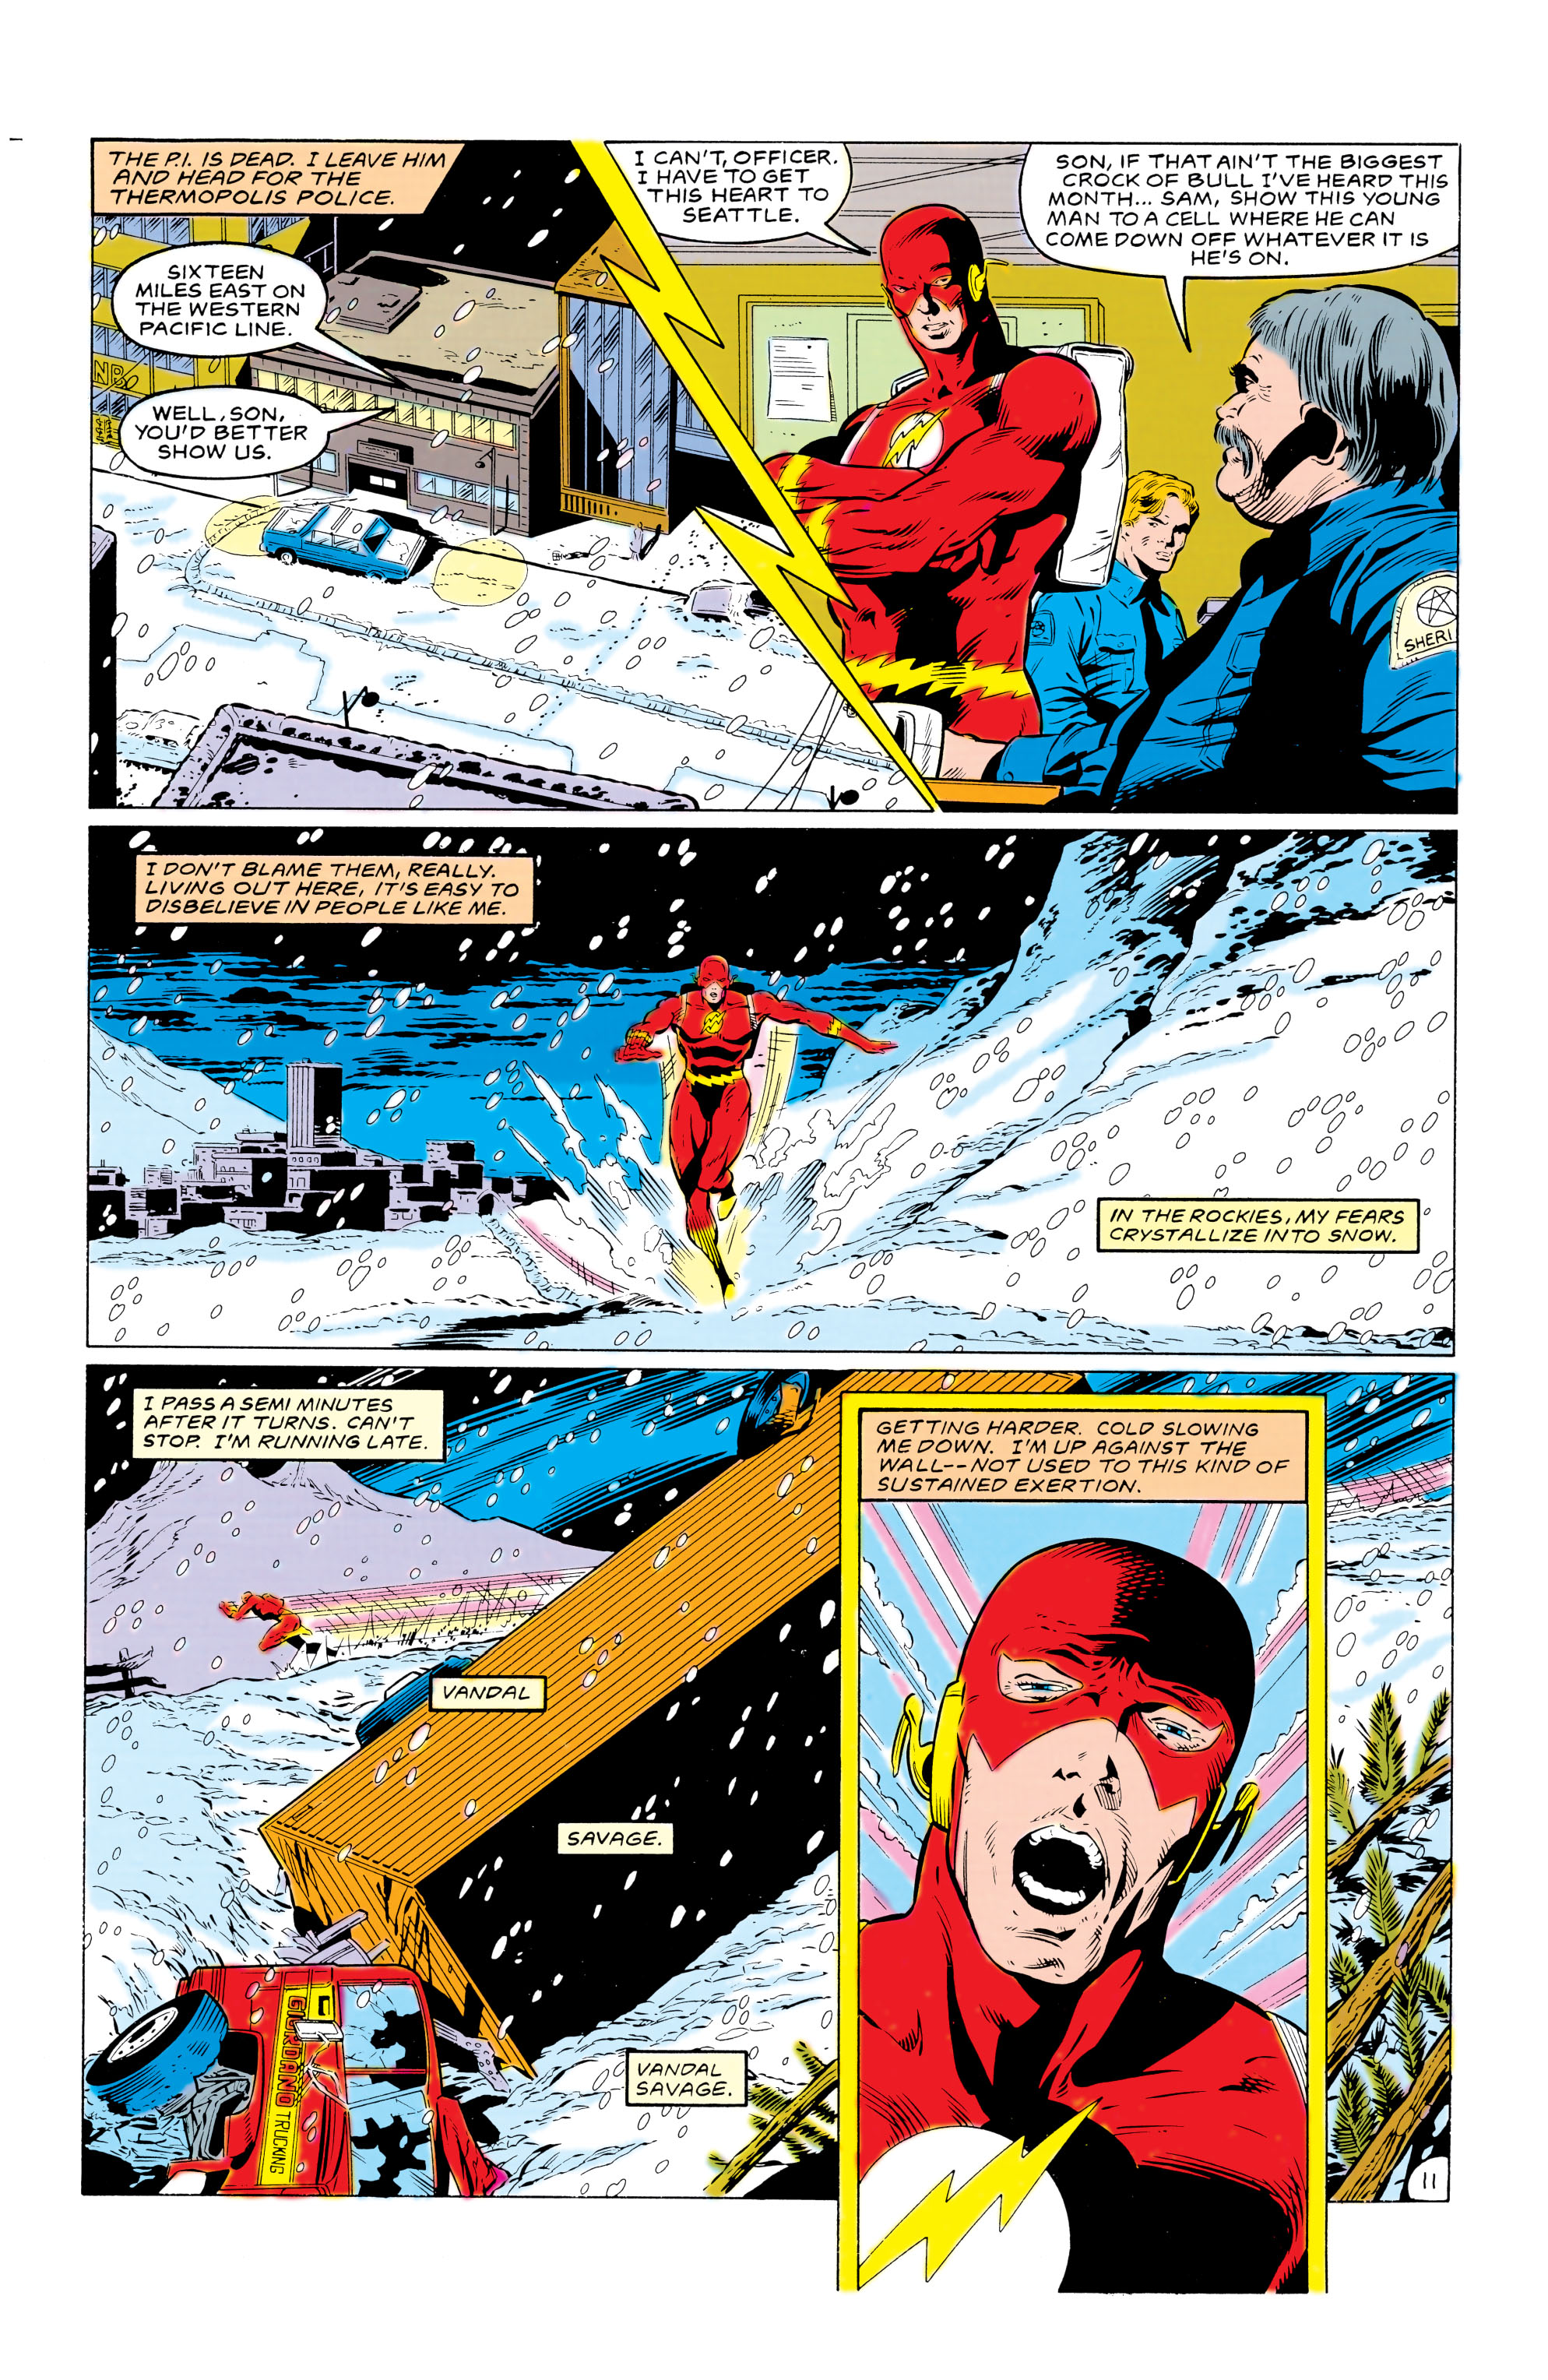 THE P.I. IS DEAD. I LEAVE HIM
AND HEAD FOR THE
THERMOPOLIS POLICE.
SIXTEEN
MILES EAST ON
THE WESTERN
PACIFIC LINE.
WELL, SON,
YOU'D BETTER
SHOW US.
NB
I CAN'T, OFFICER.
I HAVE TO GET
THIS HEART TO
SEATTLE.
SON, IF THAT AIN'T THE BIGGEST
CROCK OF BULL I'VE HEARD THIS
MONTH... SAM, SHOW THIS YOUNG
MAN TO A CELL WHERE HE CAN
COME DOWN OFF WHATEVER IT IS
HE'S ON.
SHERI
I DON'T BLAME THEM, REALLY.
LIVING OUT HERE, IT'S EASY TO
DISBELIEVE IN PEOPLE LIKE ME.
IN THE ROCKIES, MY FEARS
CRYSTALLIZE INTO SNOW.
I PASS A SEMI MINUTES
AFTER IT TURNS. CAN'T
STOP. I'M RUNNING LATE.
VANDAL
SAVAGE.
VANDAL
SAVAGE.
GIORDANO TRUCKING
GETTING HARDER. COLD SLOWING
ME DOWN. I'M UP AGAINST THE
WALL--NOT USED TO THIS KIND OF
SUSTAINED EXERTION.
11